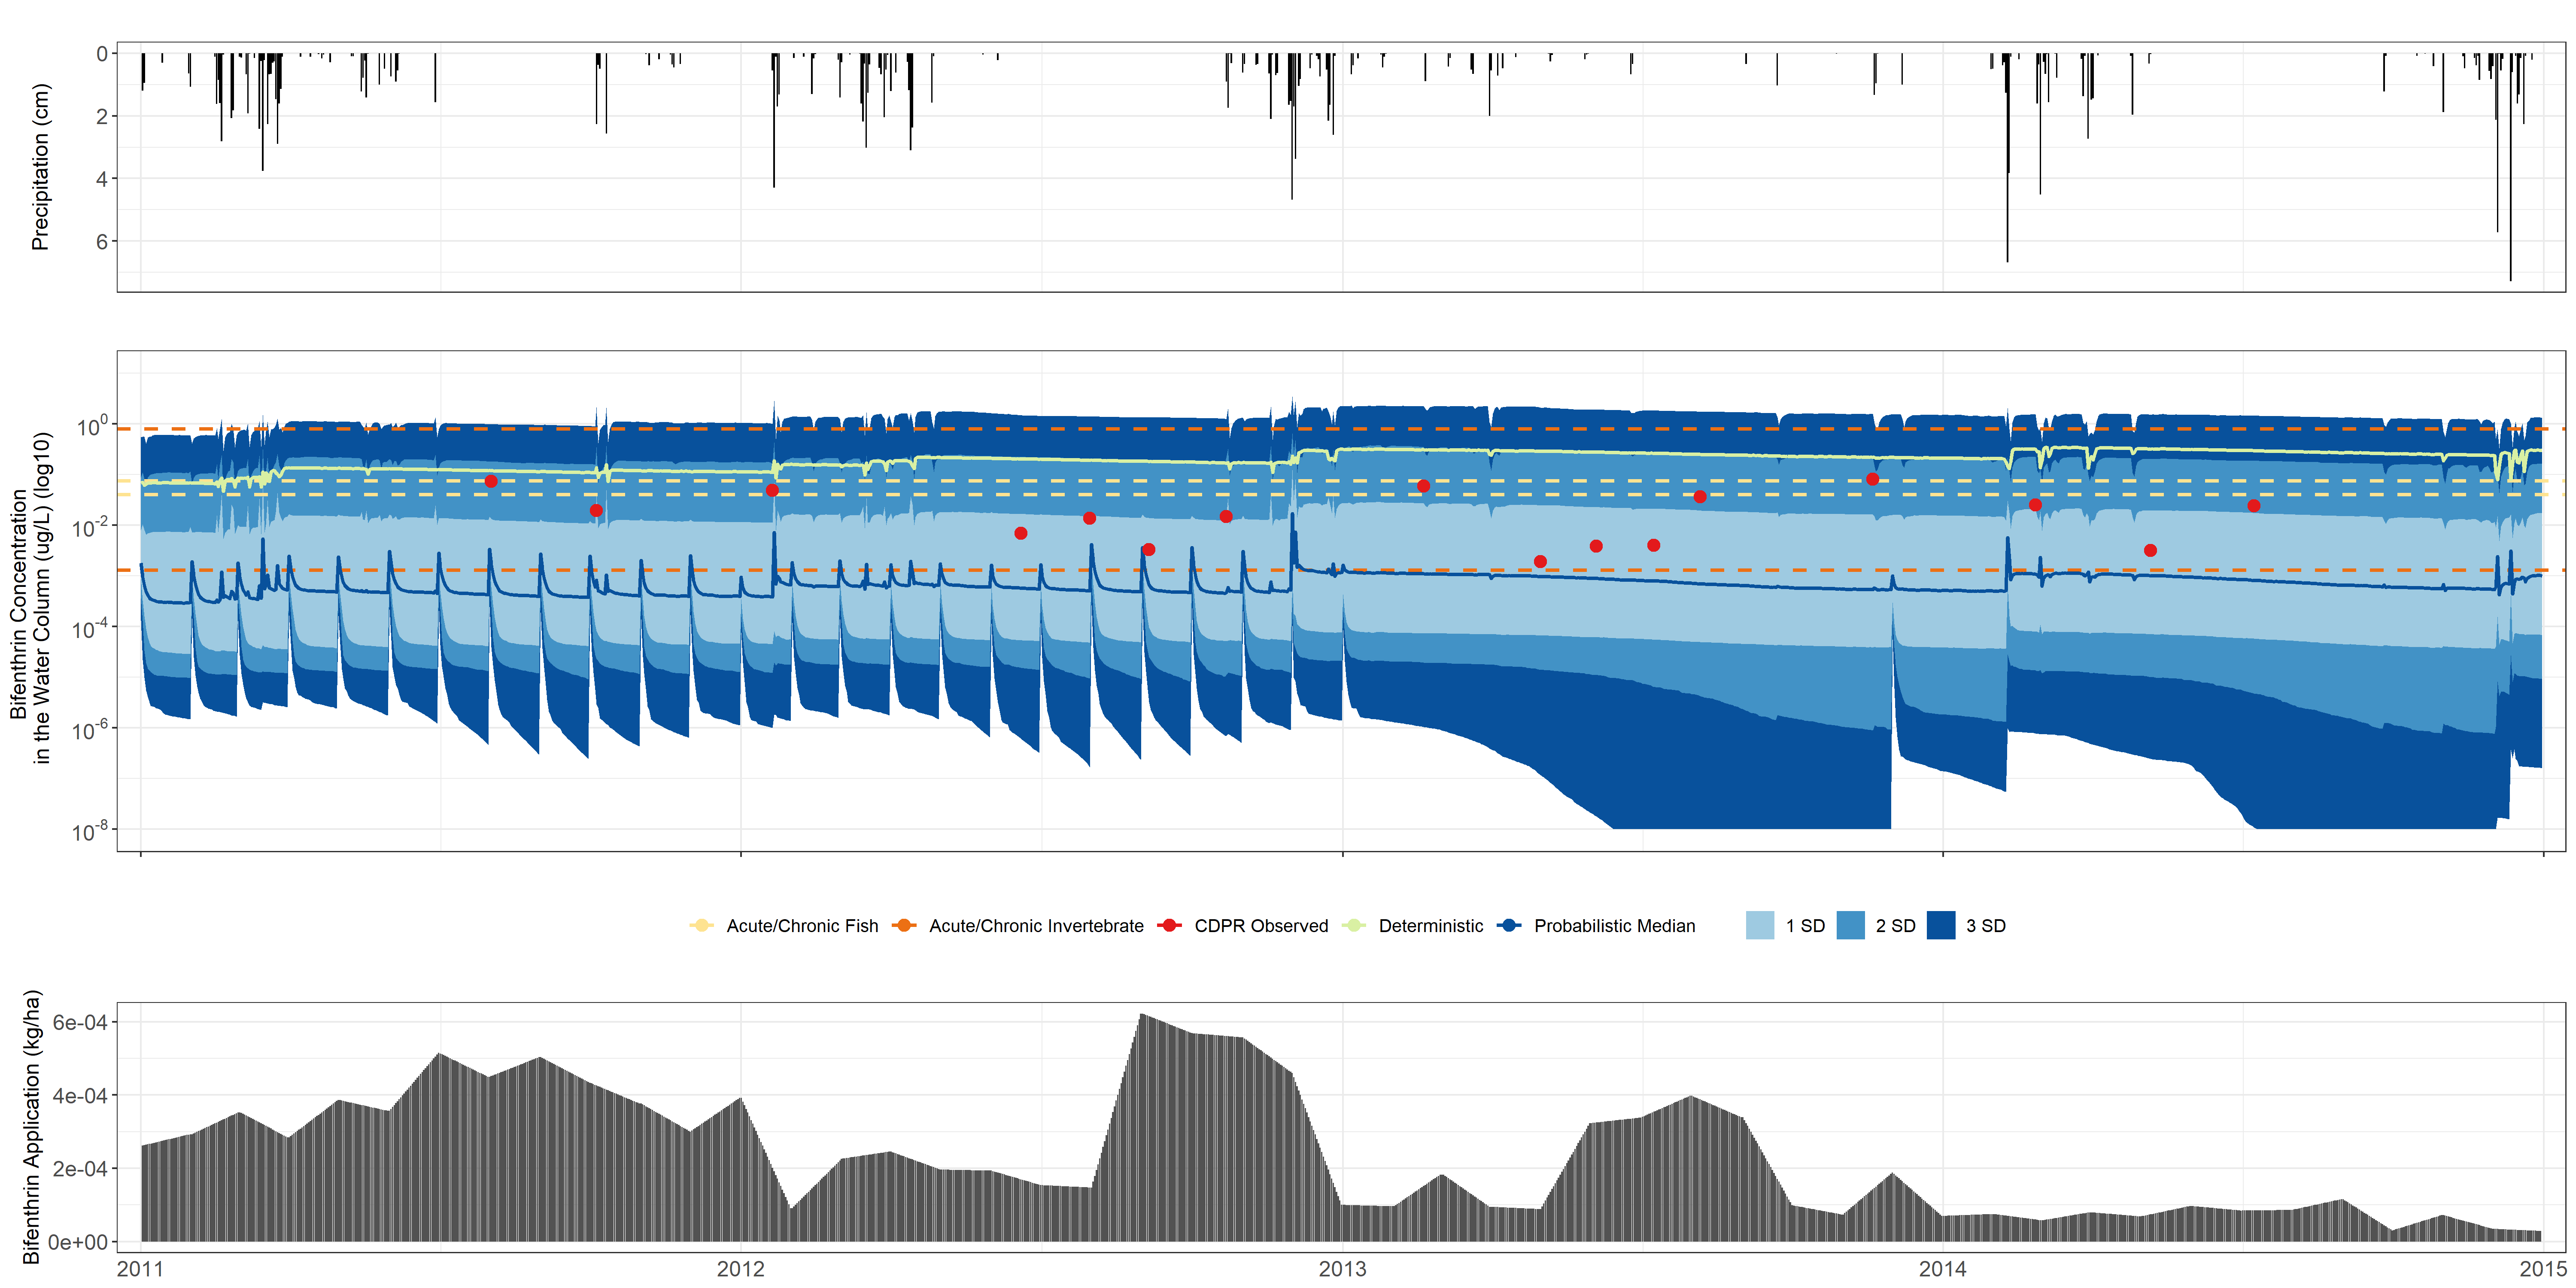 Precipitation (cm)
0
2
4
6
Bifenthrin Concentration
in the Water Column (ug/L) (log10)
10^0
10^-2
10^-4
10^-6
10^-8
Acute/Chronic Fish
Acute/Chronic Invertebrate
CDPR Observed
Deterministic
Probabilistic Median
1 SD
2 SD
3 SD
Bifenthrin Application (kg/ha)
6e-04
4e-04
2e-04
0e+00
2011
2012
2013
2014
2015